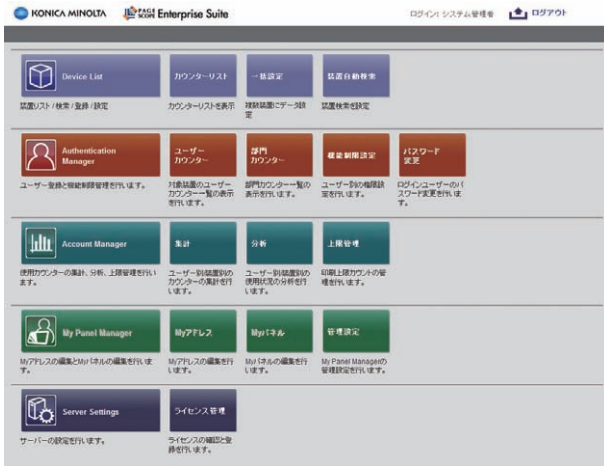 KONICA MINOLTA
PAGE SCOPE Enterprise Suite
ログイン: システム管理者
ログアウト
Device List
カウンターリスト
一括設定
装置自動検索
装置リスト / 検索 / 登録 / 設定
カウンターリストを表示
複数装置にデータ設
定
装置検索を設定
Authentication
Manager
ユーザー
カウンター
部門
カウンター
機能制限設定
パスワード
変更
ユーザー登録と機能制限管理を行います。
対象装置のユーザー
カウンター一覧の表示
を行います。
部門カウンター一覧の
表示を行います。
ユーザー別の権限設
定を行います。
ログインユーザーのパ
スワード変更を行いま
す。
Account Manager
集計
分析
上限管理
使用カウンターの集計、分析、上限管理を行い
ます。
ユーザー別/装置別の
カウンターの集計を行
います。
ユーザー別/装置別の
使用状況の分析を行
います。
印刷上限カウントの管
理を行います。
My Panel Manager
Myアドレス
Myパネル
管理設定
Myアドレスの編集とMyパネルの編集を行いま
す。
Myアドレスの編集を行
います。
Myパネルの編集を行
います。
My Panel Managerの
管理設定を行います。
Server Settings
ライセンス管理
サーバーの設定を行います。
ライセンスの確認と登
録を行います。